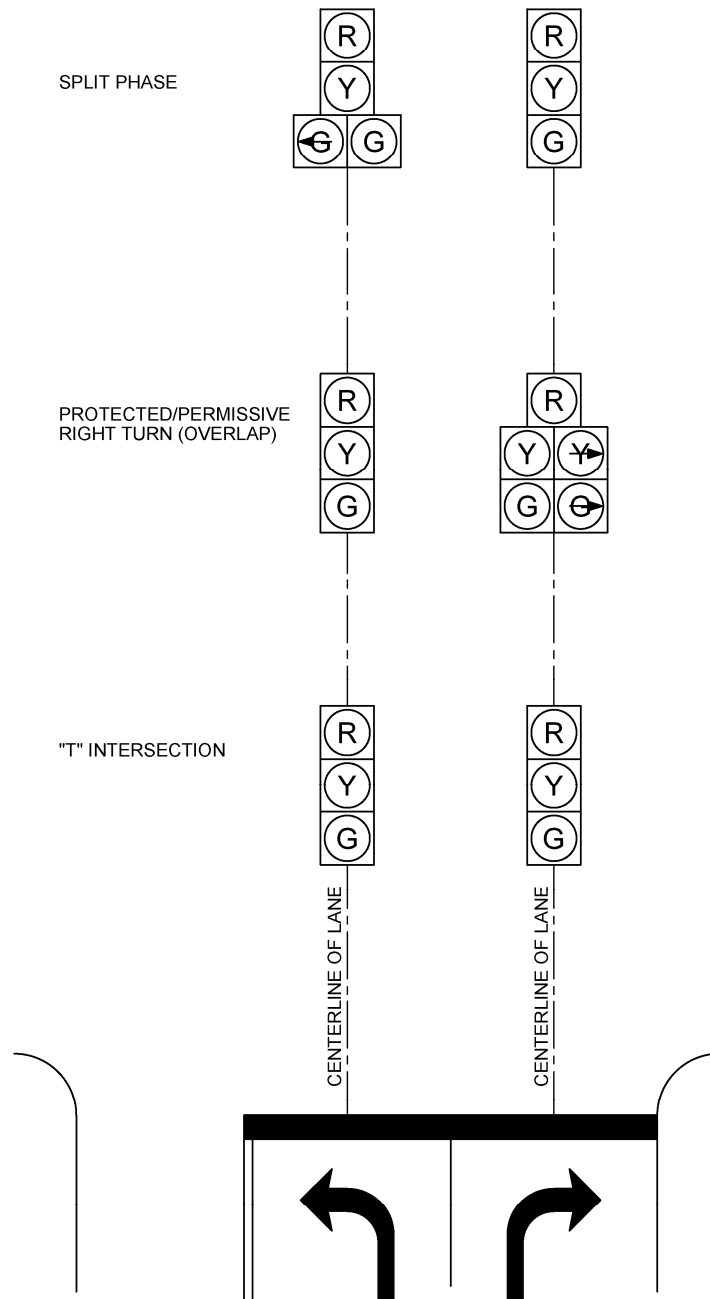 R R
SPLIT PHASE Y Y
G G G
R R
PROTECTED/PERMISSIVE
RIGHT TURN (OVERLAP) Y Y Y
G G G
R R
"T" INTERSECTION Y Y
G G
CENTERLINE OF LANE
CENTERLINE OF LANE